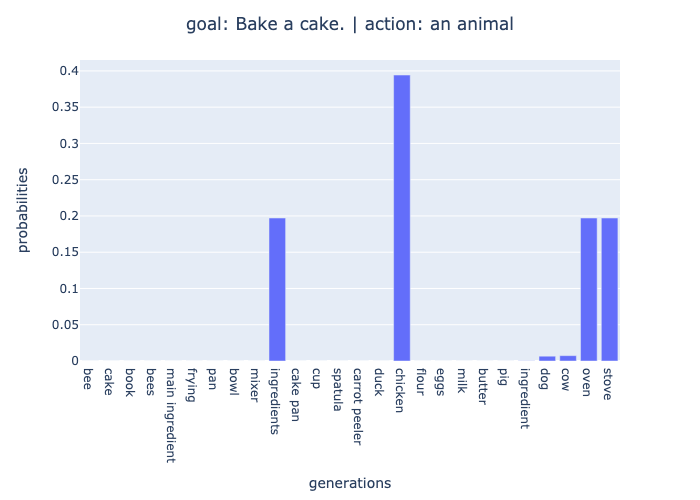 goal: Bake a cake. | action: an animal
probabilities
0.4
0.35
0.3
0.25
0.2
0.15
0.1
0.05
0
bee
cake
book
bees
main ingredient
frying
pan
bowl
mixer
ingredients
cake pan
cup
spatula
carrot peeler
duck
chicken
flour
eggs
milk
butter
pig
ingredient
dog
cow
oven
stove
generations